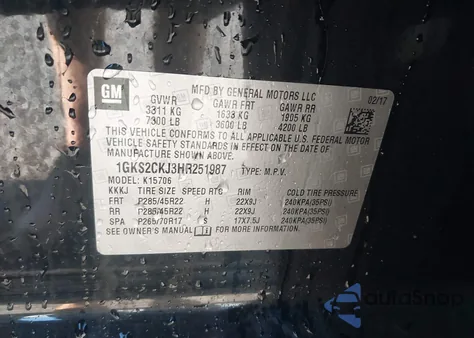 GM
MFD BY GENERAL MOTORS LLC
02/17
GVWR GAWR FRT GAWR RR
3311 KG 1633 KG 1905 KG
7300 LB 3600 LB 4200 LB
THIS VEHICLE CONFORMS TO ALL APPLICABLE U.S. FEDERAL MOTOR
VEHICLE SAFETY STANDARDS IN EFFECT ON THE DATE OF
MANUFACTURE SHOWN ABOVE.
1GKS2CKJ3HR251987 TYPE: M.P.V.
MODEL: K15706
KKKJ TIRE SIZE SPEED RTG RIM COLD TIRE PRESSURE
FRT P285/45R22 H 22X9J 240KPA(35PSI)
RR P285/45R22 H 22X9J 240KPA(35PSI)
SPA P265/70R17 17X7.5J 240KPA(35PSI)
SEE OWNER'S MANUAL FOR MORE INFORMATION
autoSnap